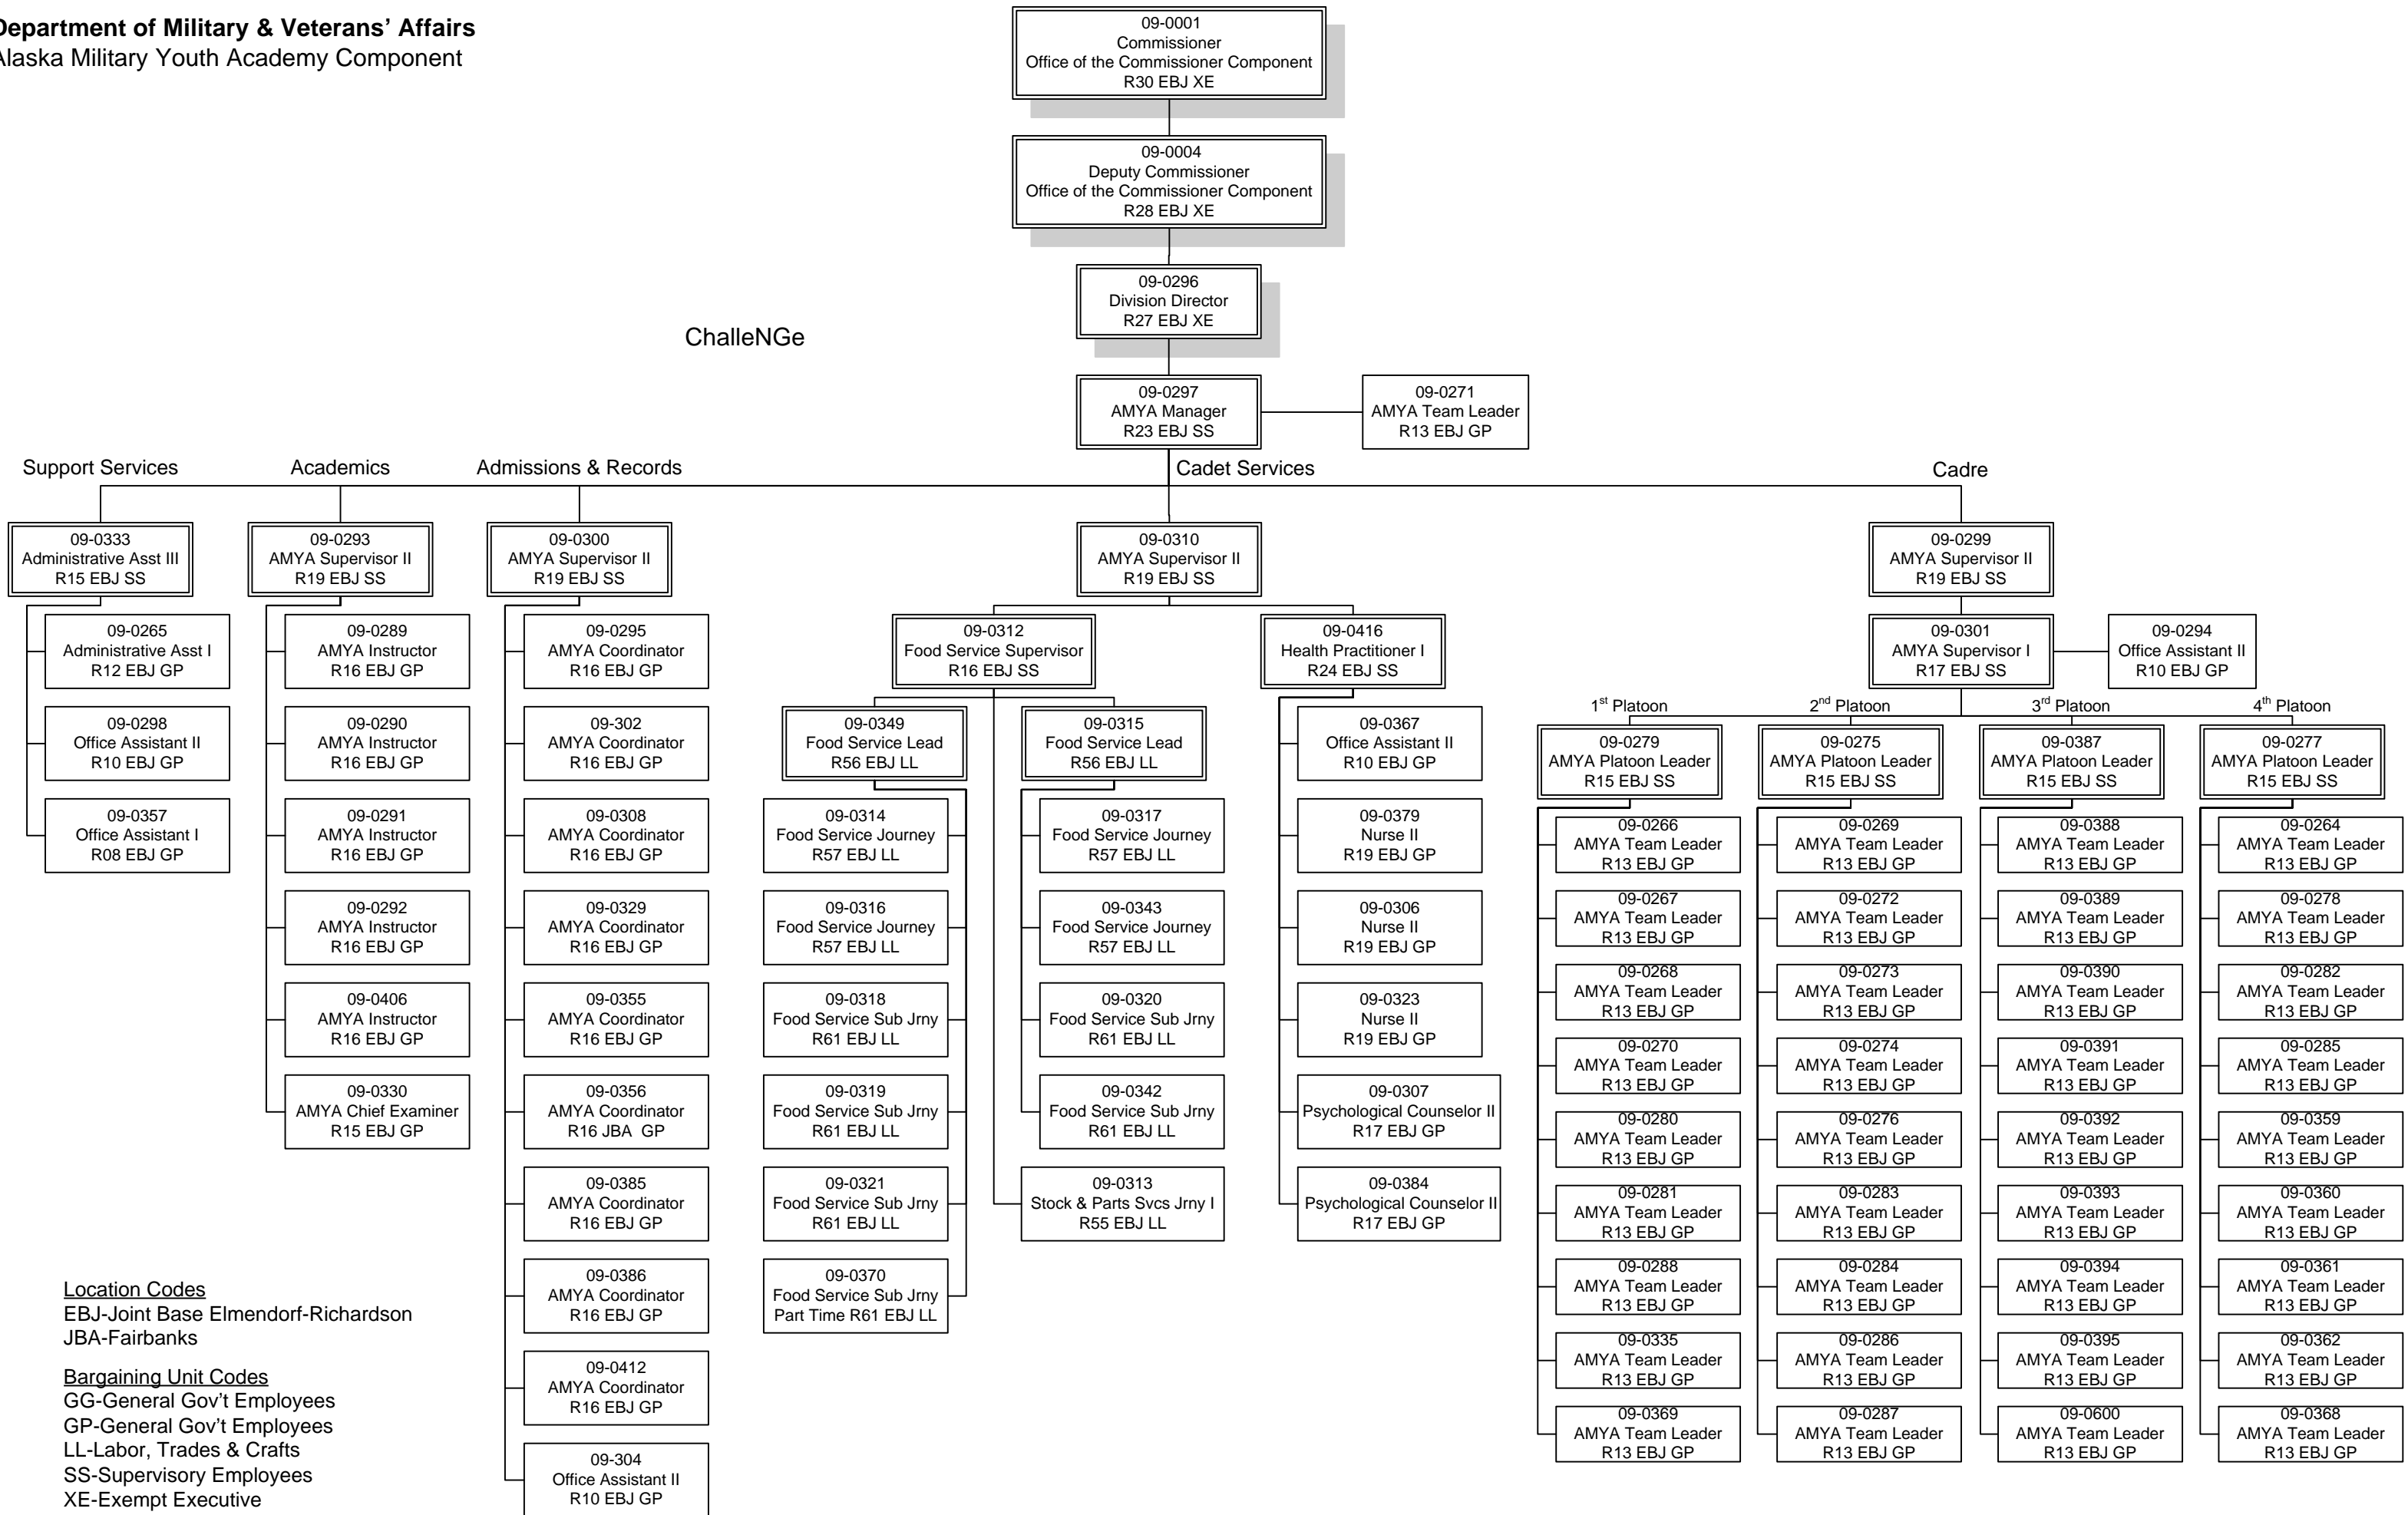 Department of Military & Veterans’ Affairs
Alaska Military Youth Academy Component
09-0001
Commissioner
Office of the Commissioner Component
R30 EBJ XE
09-0004
Deputy Commissioner
Office of the Commissioner Component
R28 EBJ XE
09-0296
Division Director
R27 EBJ XE
ChalleNGe
09-0297
AMYA Manager
R23 EBJ SS
09-0271
AMYA Team Leader
R13 EBJ GP
Support Services
09-0333
Administrative Asst III
R15 EBJ SS
09-0265
Administrative Asst I
R12 EBJ GP
09-0298
Office Assistant II
R10 EBJ GP
09-0357
Office Assistant I
R08 EBJ GP
Academics
09-0293
AMYA Supervisor II
R19 EBJ SS
09-0289
AMYA Instructor
R16 EBJ GP
09-0290
AMYA Instructor
R16 EBJ GP
09-0291
AMYA Instructor
R16 EBJ GP
09-0292
AMYA Instructor
R16 EBJ GP
09-0406
AMYA Instructor
R16 EBJ GP
09-0330
AMYA Chief Examiner
R15 EBJ GP
Admissions & Records
09-0300
AMYA Supervisor II
R19 EBJ SS
09-0295
AMYA Coordinator
R16 EBJ GP
09-302
AMYA Coordinator
R16 EBJ GP
09-0308
AMYA Coordinator
R16 EBJ GP
09-0329
AMYA Coordinator
R16 EBJ GP
09-0355
AMYA Coordinator
R16 EBJ GP
09-0356
AMYA Coordinator
R16 JBA GP
09-0385
AMYA Coordinator
R16 EBJ GP
09-0386
AMYA Coordinator
R16 EBJ GP
09-0412
AMYA Coordinator
R16 EBJ GP
09-304
Office Assistant II
R10 EBJ GP
Cadet Services
09-0310
AMYA Supervisor II
R19 EBJ SS
09-0312
Food Service Supervisor
R16 EBJ SS
09-0349
Food Service Lead
R56 EBJ LL
09-0314
Food Service Journey
R57 EBJ LL
09-0316
Food Service Journey
R57 EBJ LL
09-0318
Food Service Sub Jrny
R61 EBJ LL
09-0319
Food Service Sub Jrny
R61 EBJ LL
09-0321
Food Service Sub Jrny
R61 EBJ LL
09-0370
Food Service Sub Jrny
Part Time R61 EBJ LL
09-0315
Food Service Lead
R56 EBJ LL
09-0317
Food Service Journey
R57 EBJ LL
09-0343
Food Service Journey
R57 EBJ LL
09-0320
Food Service Sub Jrny
R61 EBJ LL
09-0342
Food Service Sub Jrny
R61 EBJ LL
09-0313
Stock & Parts Svcs Jrny I
R55 EBJ LL
09-0416
Health Practitioner I
R24 EBJ SS
09-0367
Office Assistant II
R10 EBJ GP
09-0379
Nurse II
R19 EBJ GP
09-0306
Nurse II
R19 EBJ GP
09-0323
Nurse II
R19 EBJ GP
09-0307
Psychological Counselor II
R17 EBJ GP
09-0384
Psychological Counselor II
R17 EBJ GP
Cadre
09-0299
AMYA Supervisor II
R19 EBJ SS
09-0301
AMYA Supervisor I
R17 EBJ SS
09-0294
Office Assistant II
R10 EBJ GP
1st Platoon
09-0279
AMYA Platoon Leader
R15 EBJ SS
09-0266
AMYA Team Leader
R13 EBJ GP
09-0267
AMYA Team Leader
R13 EBJ GP
09-0268
AMYA Team Leader
R13 EBJ GP
09-0270
AMYA Team Leader
R13 EBJ GP
09-0280
AMYA Team Leader
R13 EBJ GP
09-0281
AMYA Team Leader
R13 EBJ GP
09-0288
AMYA Team Leader
R13 EBJ GP
09-0335
AMYA Team Leader
R13 EBJ GP
09-0369
AMYA Team Leader
R13 EBJ GP
2nd Platoon
09-0275
AMYA Platoon Leader
R15 EBJ SS
09-0269
AMYA Team Leader
R13 EBJ GP
09-0272
AMYA Team Leader
R13 EBJ GP
09-0273
AMYA Team Leader
R13 EBJ GP
09-0274
AMYA Team Leader
R13 EBJ GP
09-0276
AMYA Team Leader
R13 EBJ GP
09-0283
AMYA Team Leader
R13 EBJ GP
09-0284
AMYA Team Leader
R13 EBJ GP
09-0286
AMYA Team Leader
R13 EBJ GP
09-0287
AMYA Team Leader
R13 EBJ GP
3rd Platoon
09-0387
AMYA Platoon Leader
R15 EBJ SS
09-0388
AMYA Team Leader
R13 EBJ GP
09-0389
AMYA Team Leader
R13 EBJ GP
09-0390
AMYA Team Leader
R13 EBJ GP
09-0391
AMYA Team Leader
R13 EBJ GP
09-0392
AMYA Team Leader
R13 EBJ GP
09-0393
AMYA Team Leader
R13 EBJ GP
09-0394
AMYA Team Leader
R13 EBJ GP
09-0395
AMYA Team Leader
R13 EBJ GP
09-0600
AMYA Team Leader
R13 EBJ GP
4th Platoon
09-0277
AMYA Platoon Leader
R15 EBJ SS
09-0264
AMYA Team Leader
R13 EBJ GP
09-0278
AMYA Team Leader
R13 EBJ GP
09-0282
AMYA Team Leader
R13 EBJ GP
09-0285
AMYA Team Leader
R13 EBJ GP
09-0359
AMYA Team Leader
R13 EBJ GP
09-0360
AMYA Team Leader
R13 EBJ GP
09-0361
AMYA Team Leader
R13 EBJ GP
09-0362
AMYA Team Leader
R13 EBJ GP
09-0368
AMYA Team Leader
R13 EBJ GP
Location Codes
EBJ-Joint Base Elmendorf-Richardson
JBA-Fairbanks
Bargaining Unit Codes
GG-General Gov’t Employees
GP-General Gov’t Employees
LL-Labor, Trades & Crafts
SS-Supervisory Employees
XE-Exempt Executive